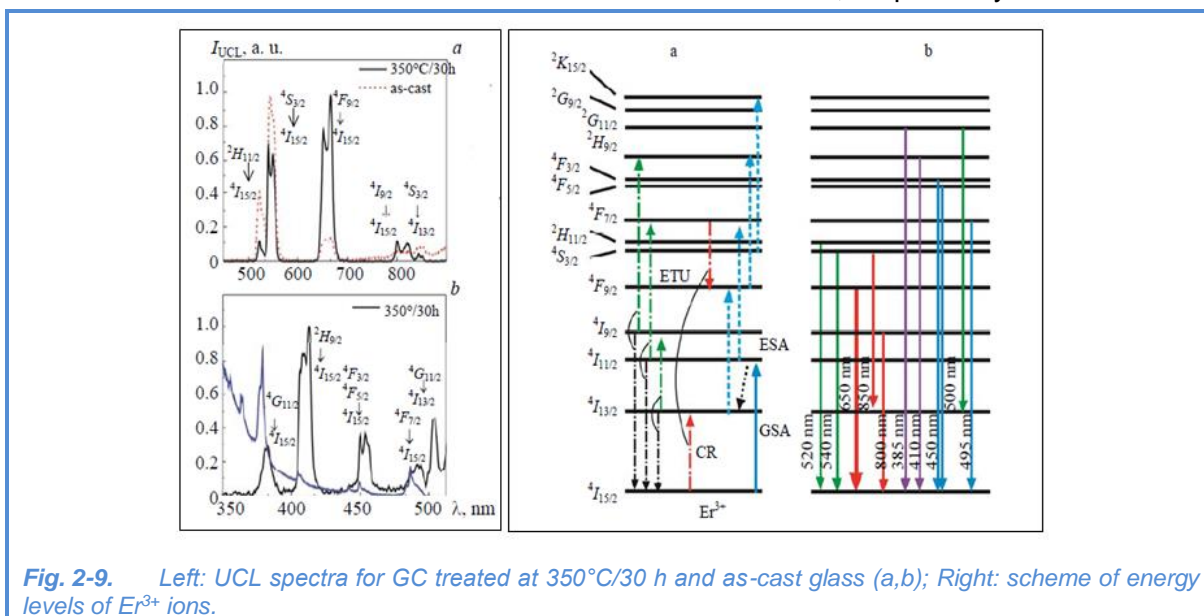 I_UCL, a. u.
a
350°C/30h
as-cast
1.0
0.8
0.6
0.4
0.2
0
⁴S₃/₂
↓
⁴I₁₅/₂
⁴F₉/₂
↓
⁴I₁₅/₂
²H₁₁/₂
↓
⁴I₁₅/₂
⁴I₉/₂ ⁴S₃/₂
↓ ↓
⁴I₁₅/₂ ⁴I₁₃/₂
500 600 700 800
b
350°/30h
1.0
0.8
0.6
0.4
0.2
0
²H₉/₂
↓
⁴I₁₅/₂
⁴F₃/₂
⁴F₅/₂
↓
⁴I₁₅/₂
⁴G₁₁/₂
↓
⁴I₁₃/₂
⁴G₁₁/₂
↓
⁴I₁₅/₂
⁴F₇/₂
↓
⁴I₁₅/₂
350 400 450 500 λ, nm
a
b
²K₁₅/₂
²G₉/₂
²G₁₁/₂
²H₉/₂
⁴F₃/₂
⁴F₅/₂
⁴F₇/₂
²H₁₁/₂
⁴S₃/₂
⁴F₉/₂
⁴I₉/₂
⁴I₁₁/₂
⁴I₁₃/₂
⁴I₁₅/₂
ETU
ESA
GSA
CR
Er³⁺
520 nm
540 nm
650 nm
850 nm
800 nm
385 nm
410 nm
450 nm
500 nm
495 nm
Fig. 2-9. Left: UCL spectra for GC treated at 350°C/30 h and as-cast glass (a,b); Right: scheme of energy
levels of Er³⁺ ions.